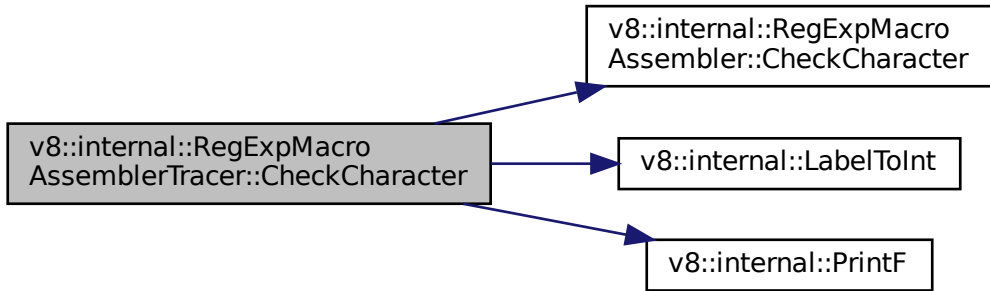 v8::internal::RegExpMacro
AssemblerTracer::CheckCharacter
v8::internal::RegExpMacro
Assembler::CheckCharacter
v8::internal::LabelToInt
v8::internal::PrintF